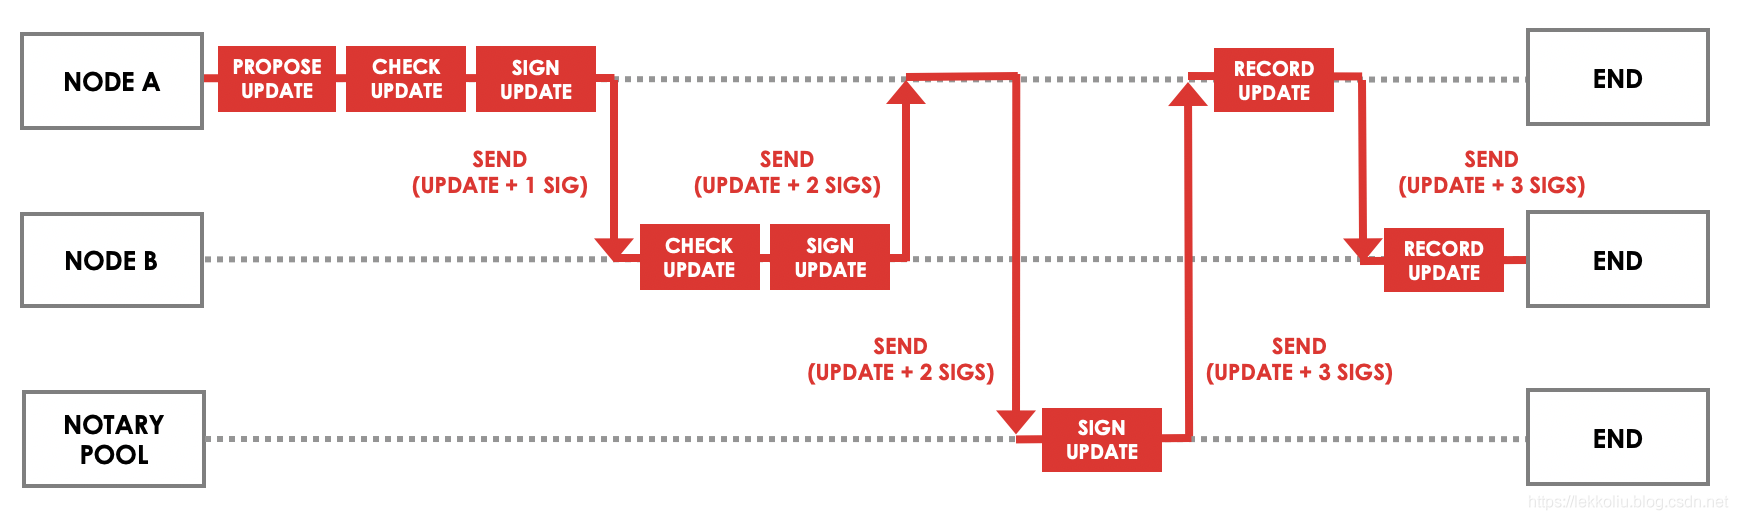 NODE A
PROPOSE
UPDATE
CHECK
UPDATE
SIGN
UPDATE
RECORD
UPDATE
END
SEND
(UPDATE + 1 SIG)
SEND
(UPDATE + 2 SIGS)
SEND
(UPDATE + 3 SIGS)
NODE B
CHECK
UPDATE
SIGN
UPDATE
RECORD
UPDATE
END
SEND
(UPDATE + 2 SIGS)
SEND
(UPDATE + 3 SIGS)
NOTARY
POOL
SIGN
UPDATE
END
https://lekkoliu.blog.csdn.net